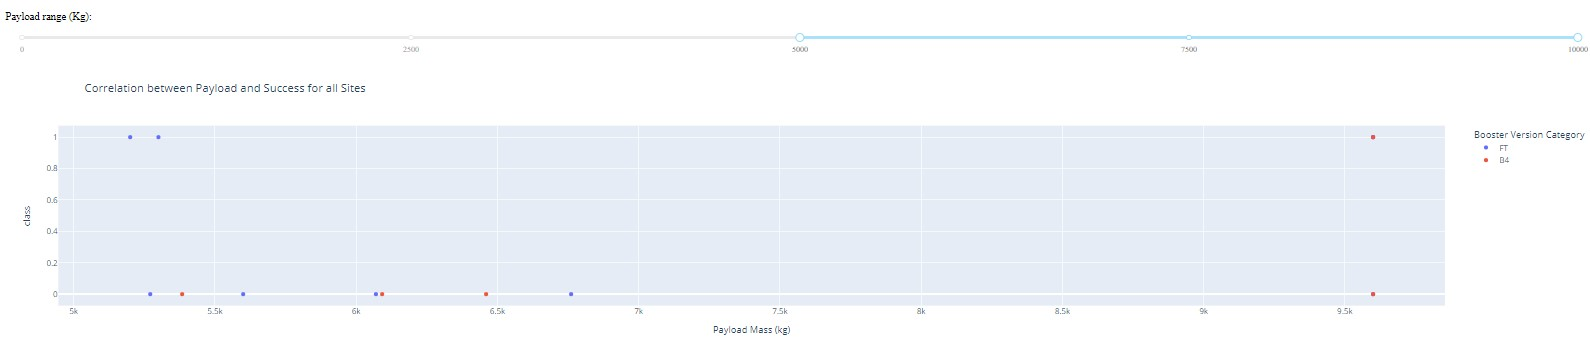 Payload range (Kg):
0 2500 5000 7500 10000
Correlation between Payload and Success for all Sites
Booster Version Category
FT
B4
1
0.8
0.6
0.4
0.2
0
class
5k 5.5k 6k 6.5k 7k 7.5k 8k 8.5k 9k 9.5k
Payload Mass (kg)